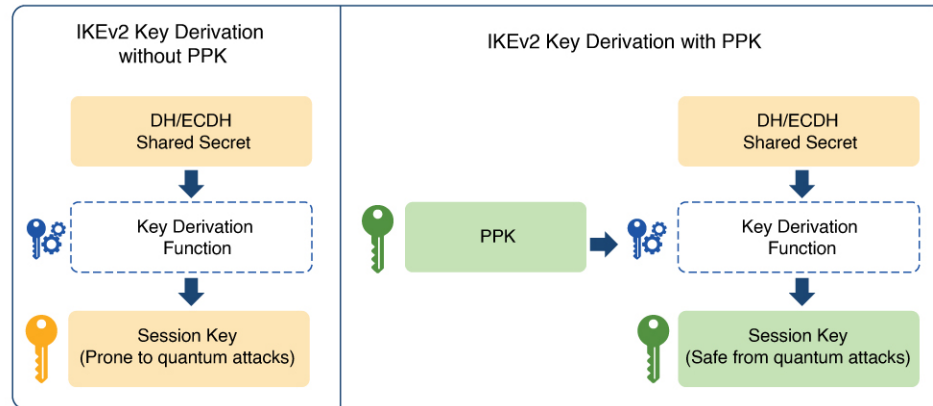 IKEv2 Key Derivation
without PPK
DH/ECDH
Shared Secret
Key Derivation
Function
Session Key
(Prone to quantum attacks)
IKEv2 Key Derivation with PPK
DH/ECDH
Shared Secret
PPK
Key Derivation
Function
Session Key
(Safe from quantum attacks)